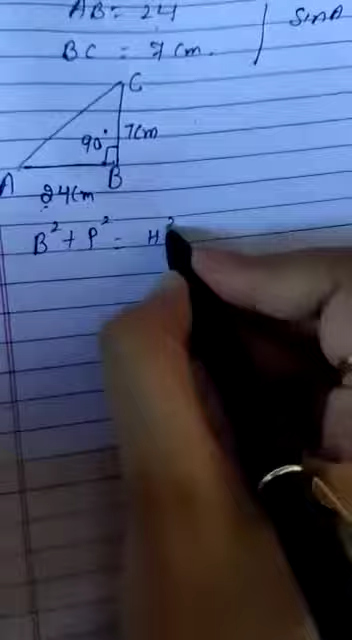 AB = 24
BC = 7 cm.
Sin A
C
90° 7cm
A B
24cm
B² + P² = H²